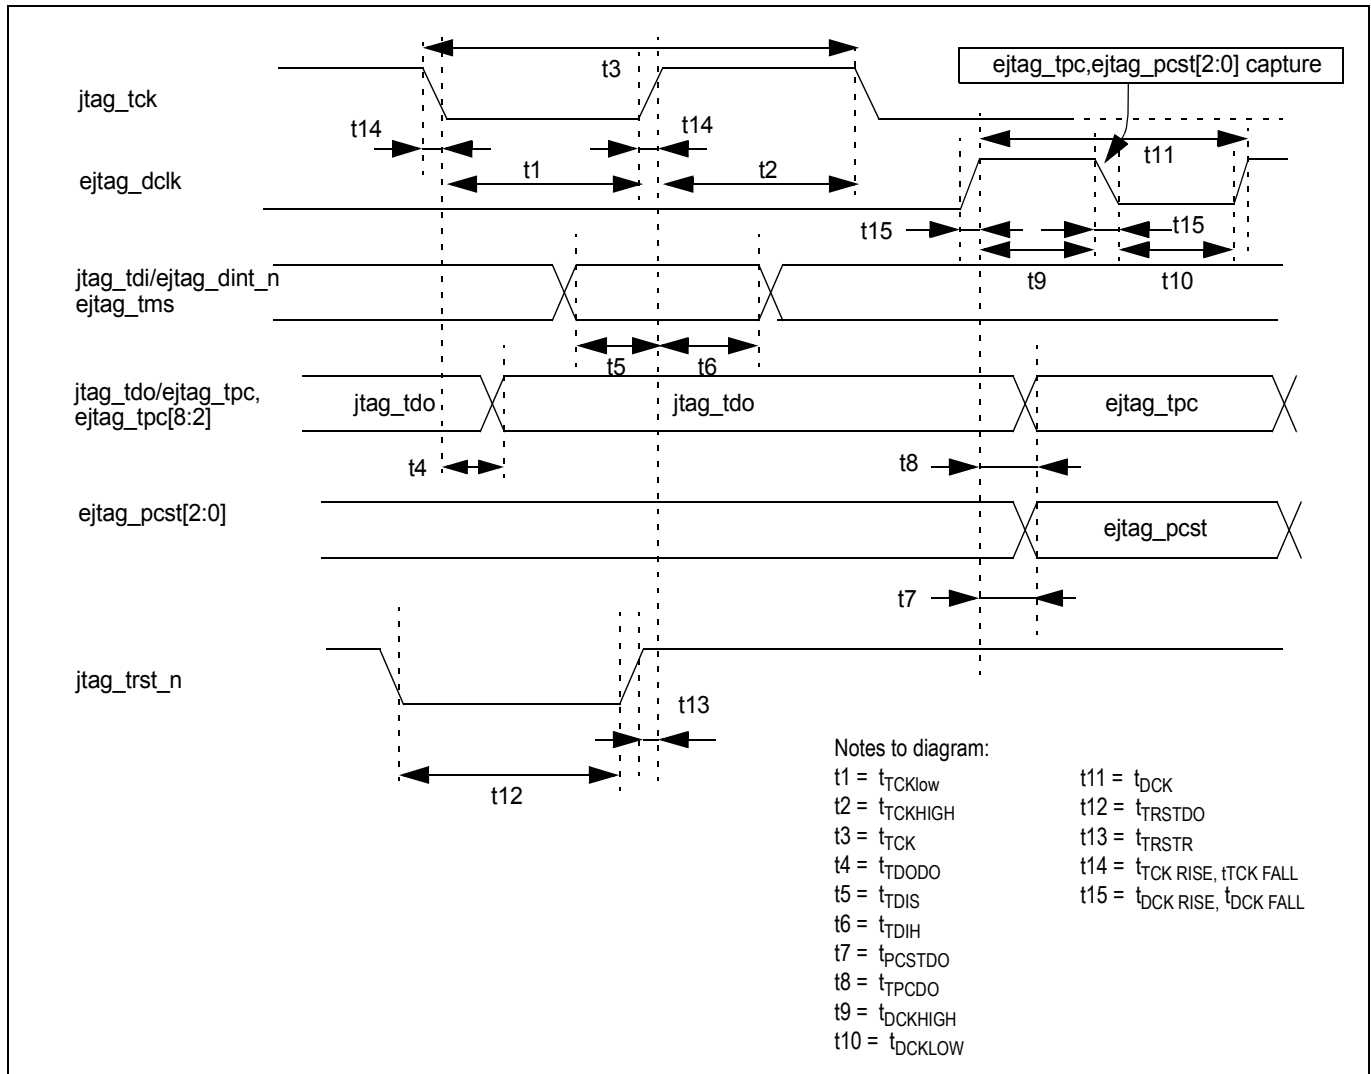 t3
ejtag_tpc,ejtag_pcst[2:0] capture
jtag_tck
t14
t14
t11
ejtag_dclk
t1
t2
t15
t15
jtag_tdi/ejtag_dint_n
ejtag_tms
t9
t10
t5
t6
jtag_tdo/ejtag_tpc,
ejtag_tpc[8:2]
jtag_tdo
jtag_tdo
ejtag_tpc
t4
t8
ejtag_pcst[2:0]
ejtag_pcst
t7
jtag_trst_n
t13
t12
Notes to diagram:
t1 = tTCKlow
t2 = tTCKHIGH
t3 = tTCK
t4 = tTDODO
t5 = tTDIS
t6 = tTDIH
t7 = tPCSTDO
t8 = tTPCDO
t9 = tDCKHIGH
t10 = tDCKLOW
t11 = tDCK
t12 = tTRSTDO
t13 = tTRSTR
t14 = tTCK RISE, tTCK FALL
t15 = tDCK RISE, tDCK FALL